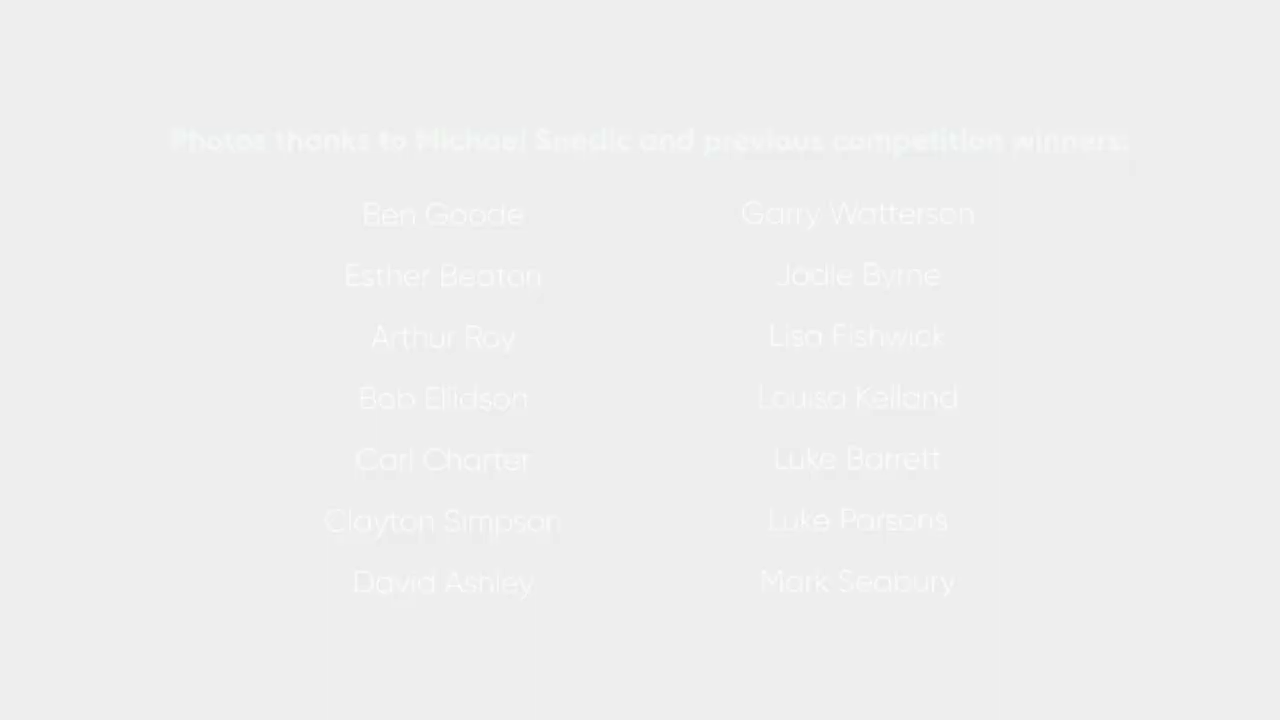 Photos thanks to Michael Snedic and previous competition winners:
Ben Goode
Esther Beaton
Arthur Roy
Bob Ellidson
Carl Charter
Clayton Simpson
David Ashley
Garry Watterson
Jodie Byrne
Lisa Fishwick
Louisa Kelland
Luke Barrett
Luke Parsons
Mark Seabury